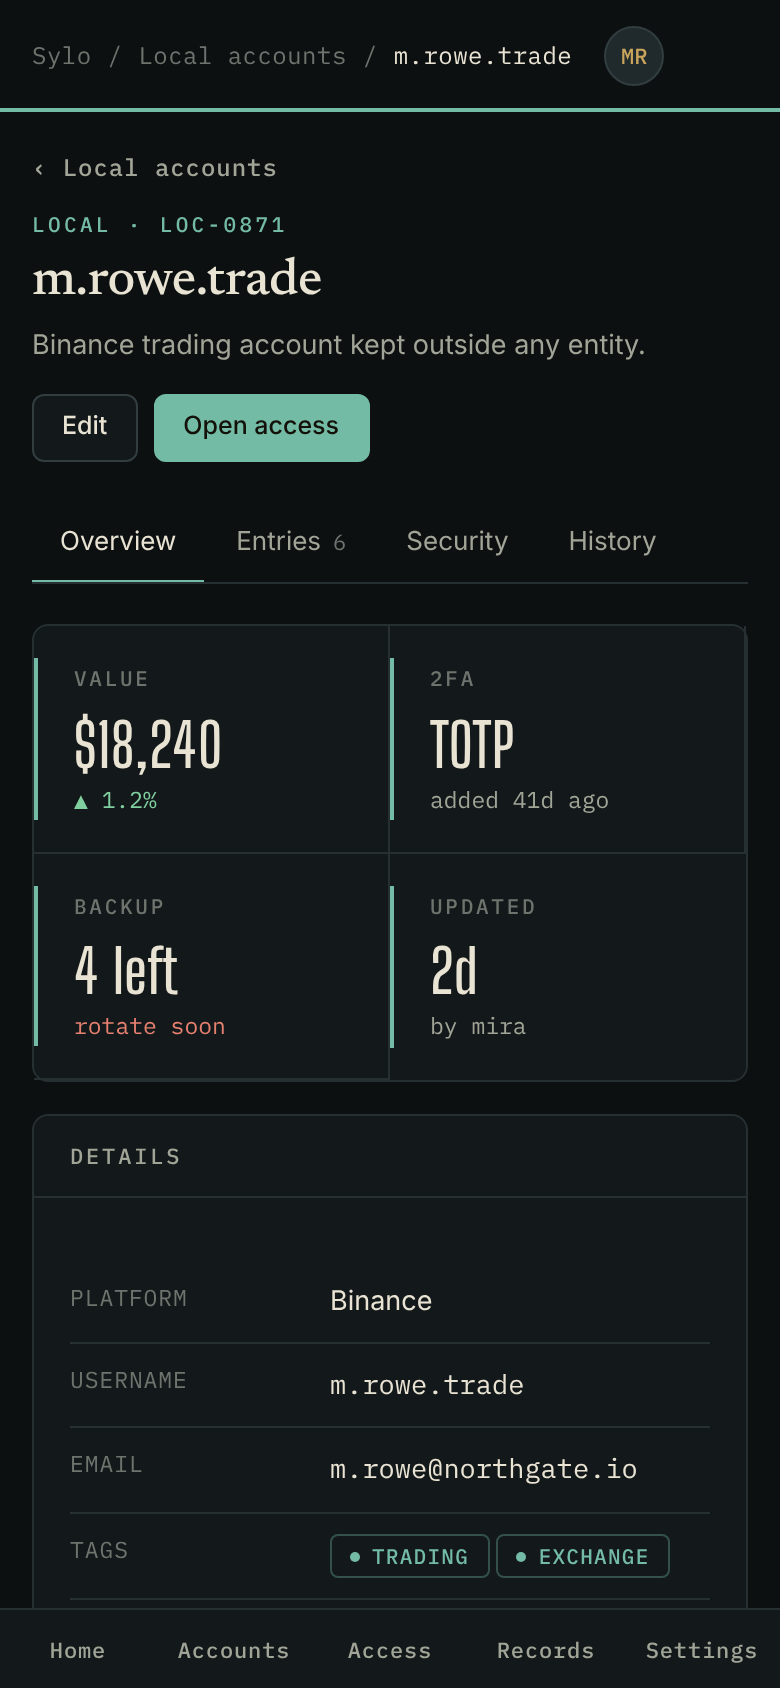 Sylo / Local accounts / m.rowe.trade MR
‹ Local accounts
LOCAL · LOC-0871
m.rowe.trade
Binance trading account kept outside any entity.
Edit Open access
Overview Entries 6 Security History
VALUE 2FA
$18,240 TOTP
▲ 1.2% added 41d ago
BACKUP UPDATED
4 left 2d
rotate soon by mira
DETAILS
PLATFORM Binance
USERNAME m.rowe.trade
EMAIL m.rowe@northgate.io
TAGS • TRADING • EXCHANGE
Home Accounts Access Records Settings